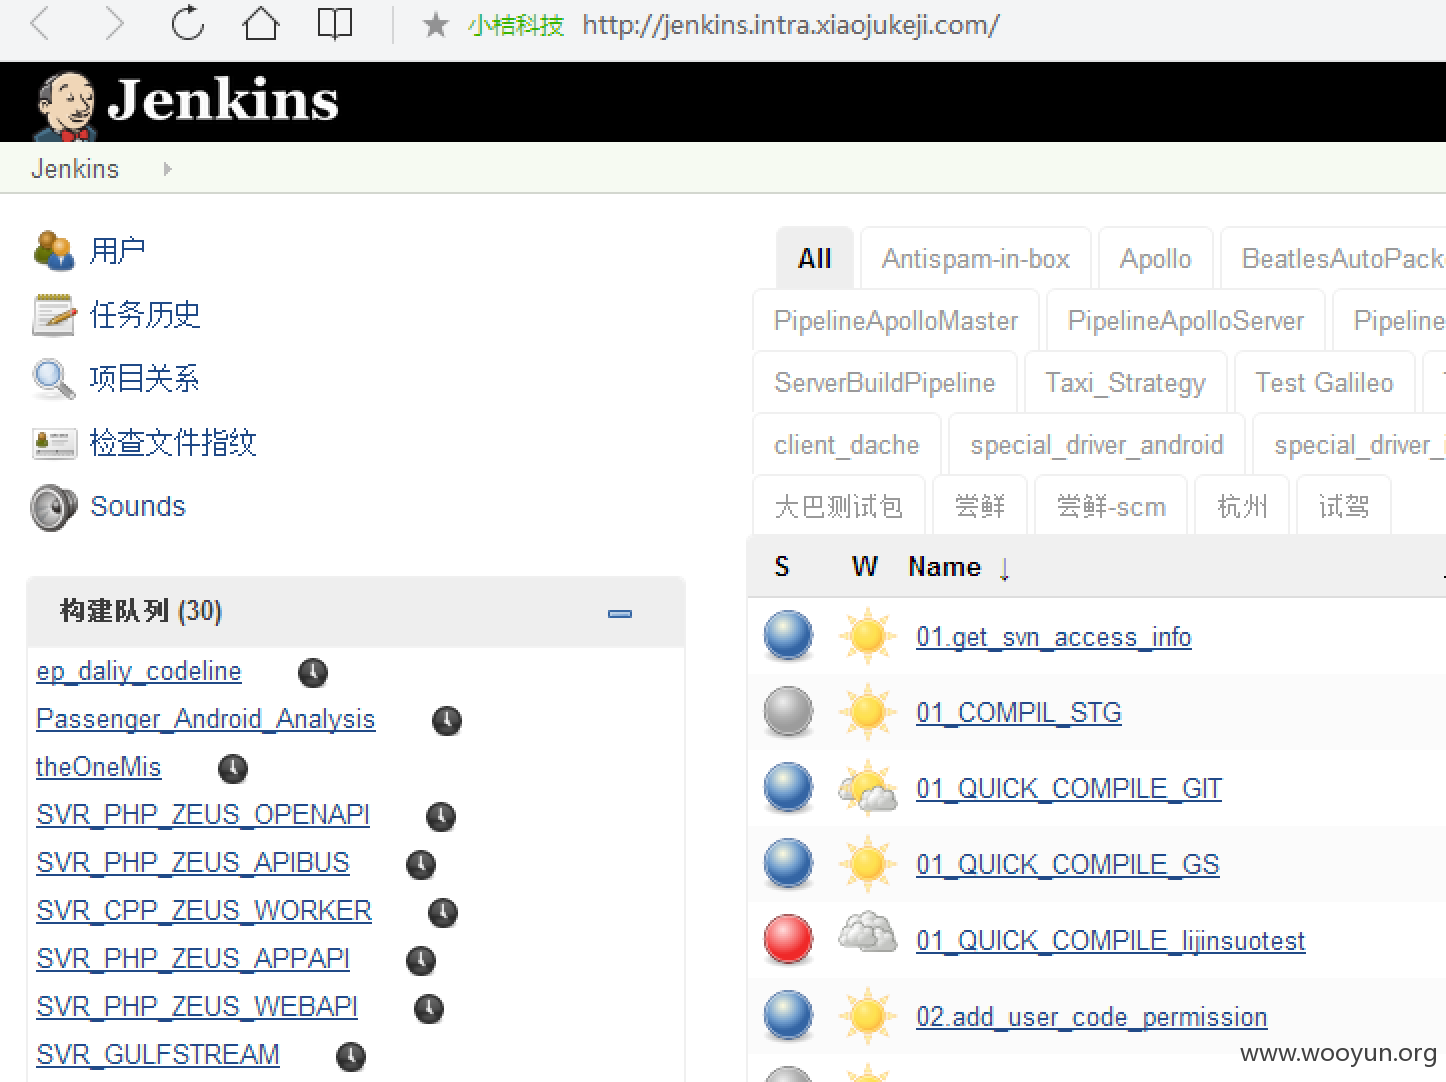 小桔科技 http://jenkins.intra.xiaojukeji.com/
Jenkins
Jenkins
用户
任务历史
项目关系
检查文件指纹
Sounds
构建队列 (30)
ep_daliy_codeline
Passenger_Android_Analysis
theOneMis
SVR_PHP_ZEUS_OPENAPI
SVR_PHP_ZEUS_APIBUS
SVR_CPP_ZEUS_WORKER
SVR_PHP_ZEUS_APPAPI
SVR_PHP_ZEUS_WEBAPI
SVR_GULFSTREAM
All Antispam-in-box Apollo BeatlesAutoPack
PipelineApolloMaster PipelineApolloServer Pipeline
ServerBuildPipeline Taxi_Strategy Test Galileo
client_dache special_driver_android special_driver_
大巴测试包 尝鲜 尝鲜-scm 杭州 试驾
S W Name ↓
01.get_svn_access_info
01_COMPIL_STG
01_QUICK_COMPILE_GIT
01_QUICK_COMPILE_GS
01_QUICK_COMPILE_lijinsuotest
02.add_user_code_permission
www.wooyun.org